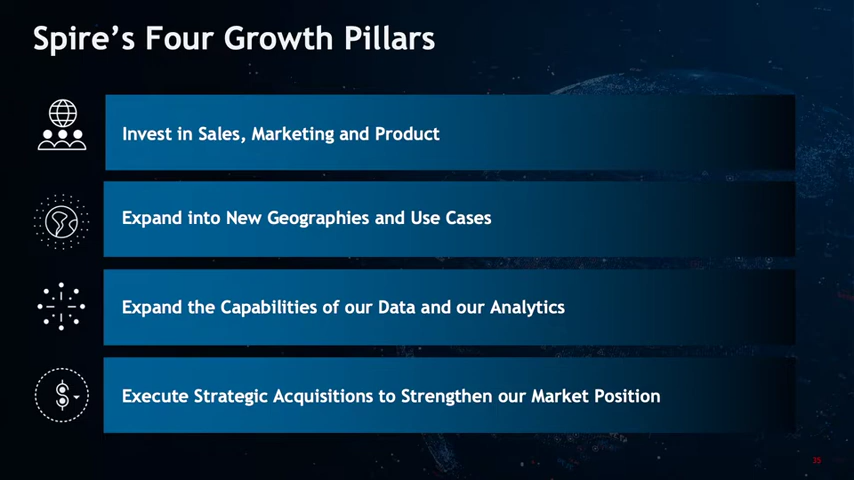 Spire's Four Growth Pillars
Invest in Sales, Marketing and Product
Expand into New Geographies and Use Cases
Expand the Capabilities of our Data and our Analytics
Execute Strategic Acquisitions to Strengthen our Market Position
35